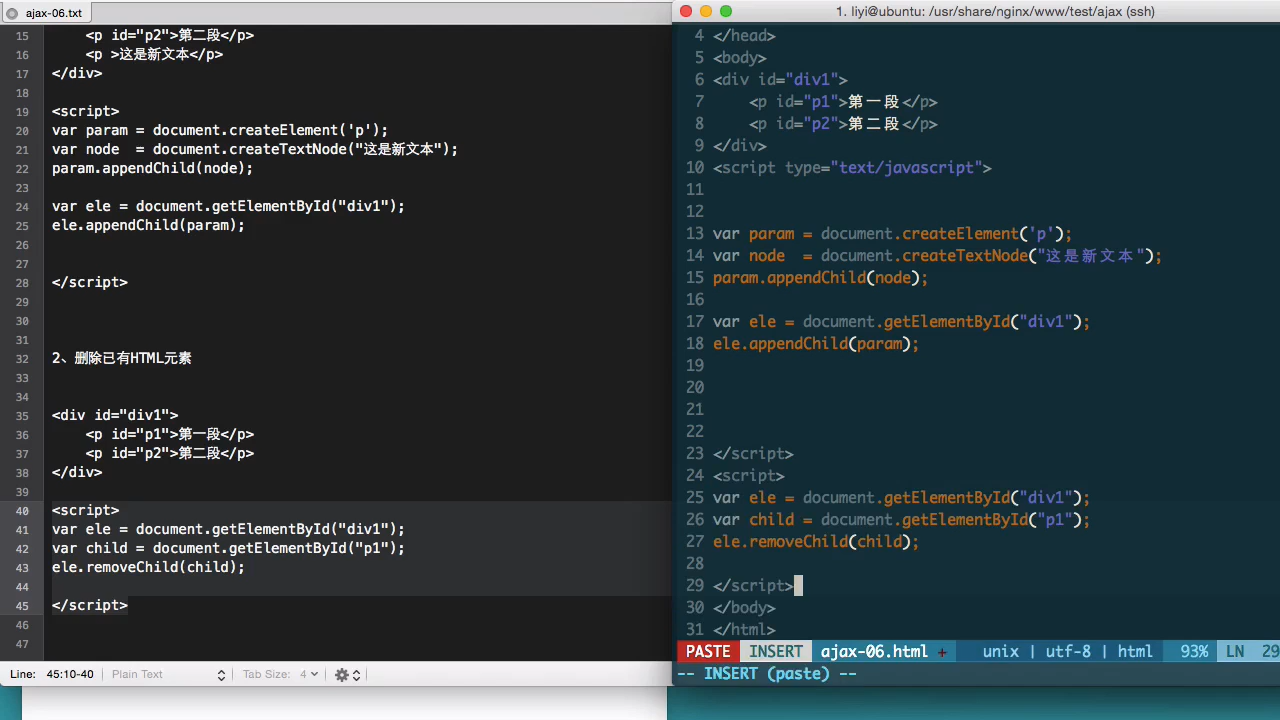 ajax-06.txt
15 <p id="p2">第二段</p>
16 <p >这是新文本</p>
17 </div>
18
19 <script>
20 var param = document.createElement('p');
21 var node  = document.createTextNode("这是新文本");
22 param.appendChild(node);
23
24 var ele = document.getElementById("div1");
25 ele.appendChild(param);
26
27
28 </script>
29
30
31
32 2、删除已有HTML元素
33
34
35 <div id="div1">
36 <p id="p1">第一段</p>
37 <p id="p2">第二段</p>
38 </div>
39
40 <script>
41 var ele = document.getElementById("div1");
42 var child = document.getElementById("p1");
43 ele.removeChild(child);
44
45 </script>
46
47
Line: 45:10-40 Plain Text Tab Size: 4
1. liyi@ubuntu: /usr/share/nginx/www/test/ajax (ssh)
4 </head>
5 <body>
6 <div id="div1">
7 <p id="p1">第一段</p>
8 <p id="p2">第二段</p>
9 </div>
10 <script type="text/javascript">
11
12
13 var param = document.createElement('p');
14 var node  = document.createTextNode("这是新文本");
15 param.appendChild(node);
16
17 var ele = document.getElementById("div1");
18 ele.appendChild(param);
19
20
21
22
23 </script>
24 <script>
25 var ele = document.getElementById("div1");
26 var child = document.getElementById("p1");
27 ele.removeChild(child);
28
29 </script>
30 </body>
31 </html>
PASTE INSERT ajax-06.html + unix | utf-8 | html 93% LN 29
-- INSERT (paste) --